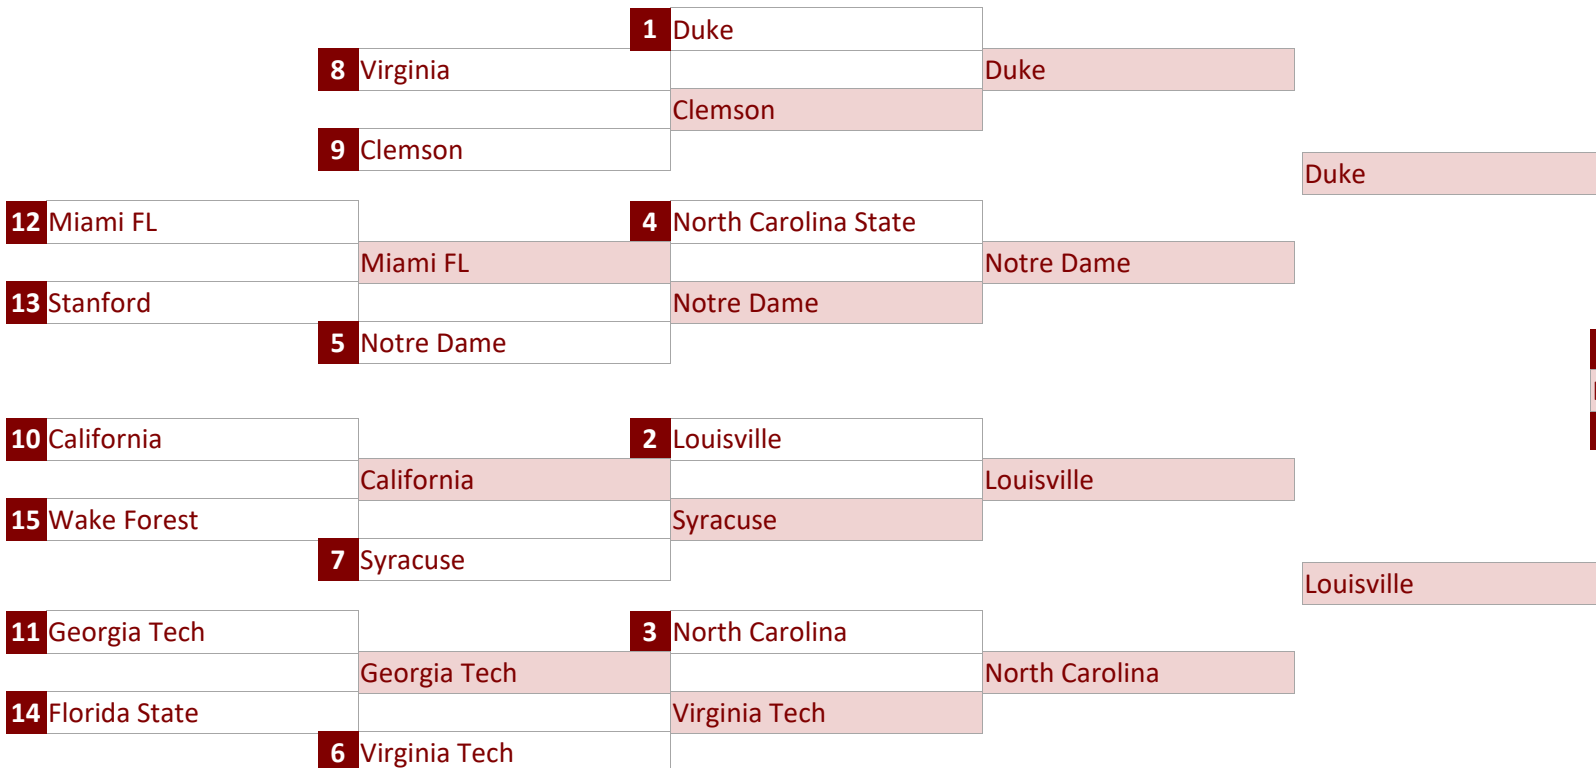 1 Duke
8 Virginia
Duke
Clemson
9 Clemson
Duke
12 Miami FL
4 North Carolina State
Miami FL
Notre Dame
13 Stanford
Notre Dame
5 Notre Dame
10 California
2 Louisville
California
Louisville
15 Wake Forest
Syracuse
7 Syracuse
Louisville
11 Georgia Tech
3 North Carolina
Georgia Tech
North Carolina
14 Florida State
Virginia Tech
6 Virginia Tech